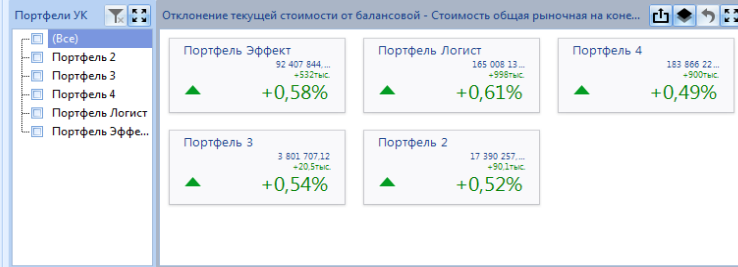 Портфели УК
(Все)
Портфель 2
Портфель 3
Портфель 4
Портфель Логист
Портфель Эффе...
Отклонение текущей стоимости от балансовой - Стоимость общая рыночная на коне...
Портфель Эффект
92 407 844,...
+532тыс.
+0,58%
Портфель Логист
165 008 13...
+998тыс.
+0,61%
Портфель 4
183 866 22...
+900тыс.
+0,49%
Портфель 3
3 801 707,12
+20,5тыс.
+0,54%
Портфель 2
17 390 257,...
+90,1тыс.
+0,52%